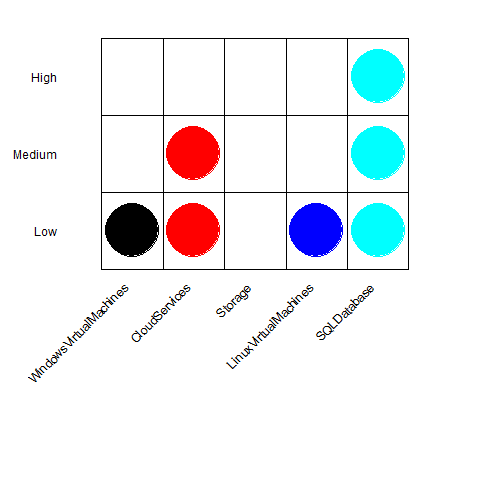 High
Medium
Low
WindowsVirtualMachines
CloudServices
Storage
LinuxVirtualMachines
SQLDatabase